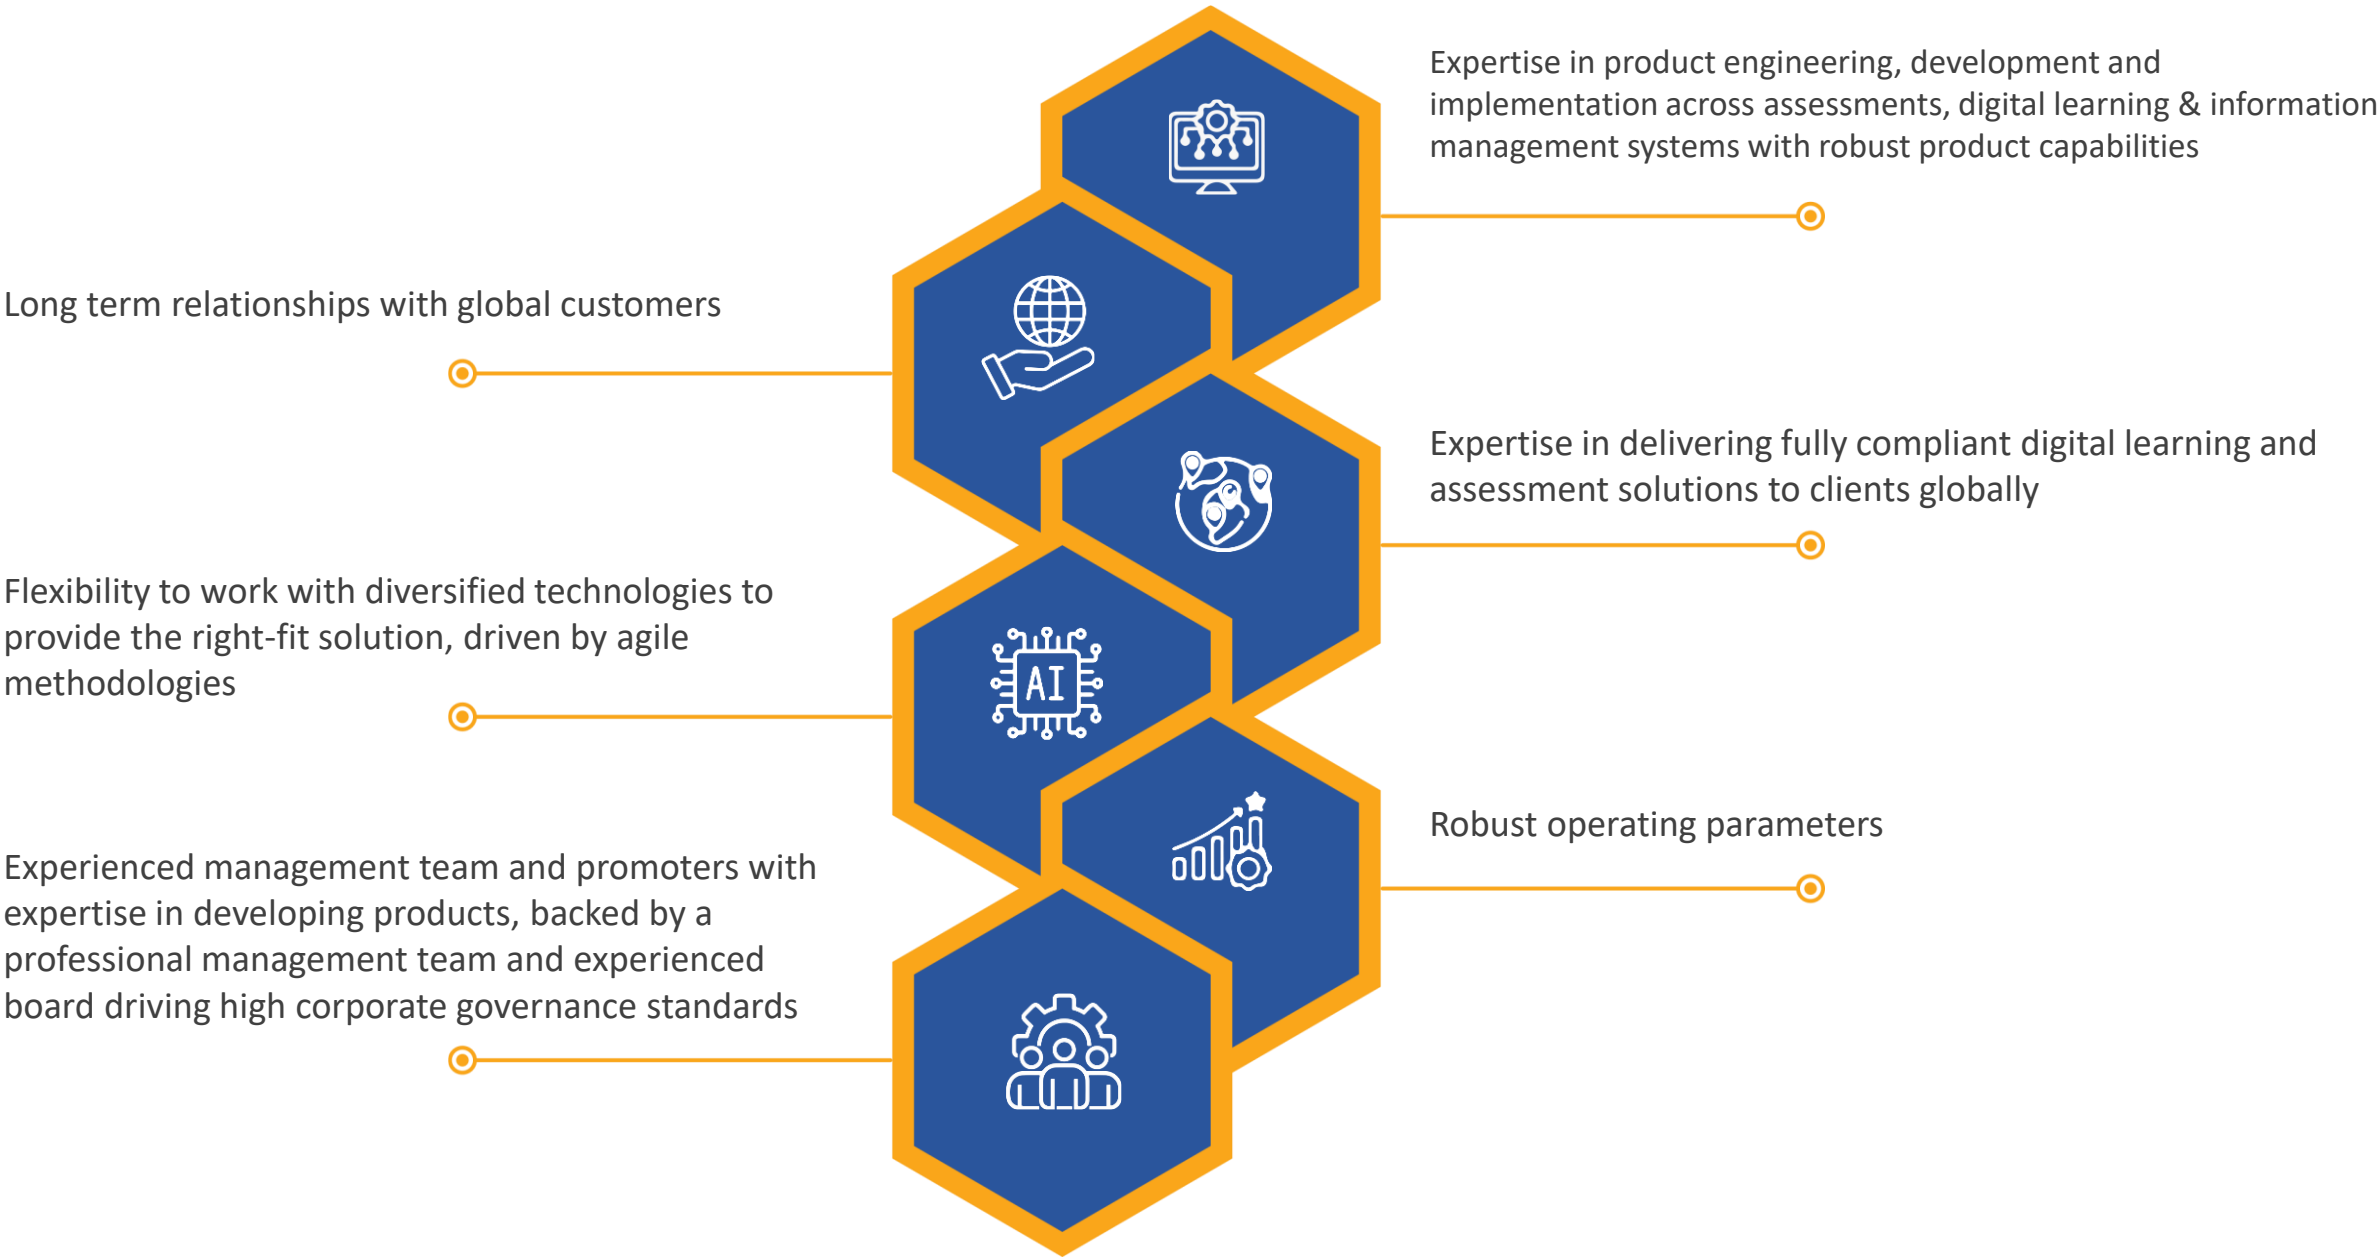 Expertise in product engineering, development and
implementation across assessments, digital learning & information
management systems with robust product capabilities
Long term relationships with global customers
Expertise in delivering fully compliant digital learning and
assessment solutions to clients globally
Flexibility to work with diversified technologies to
provide the right-fit solution, driven by agile
methodologies
AI
Robust operating parameters
Experienced management team and promoters with
expertise in developing products, backed by a
professional management team and experienced
board driving high corporate governance standards